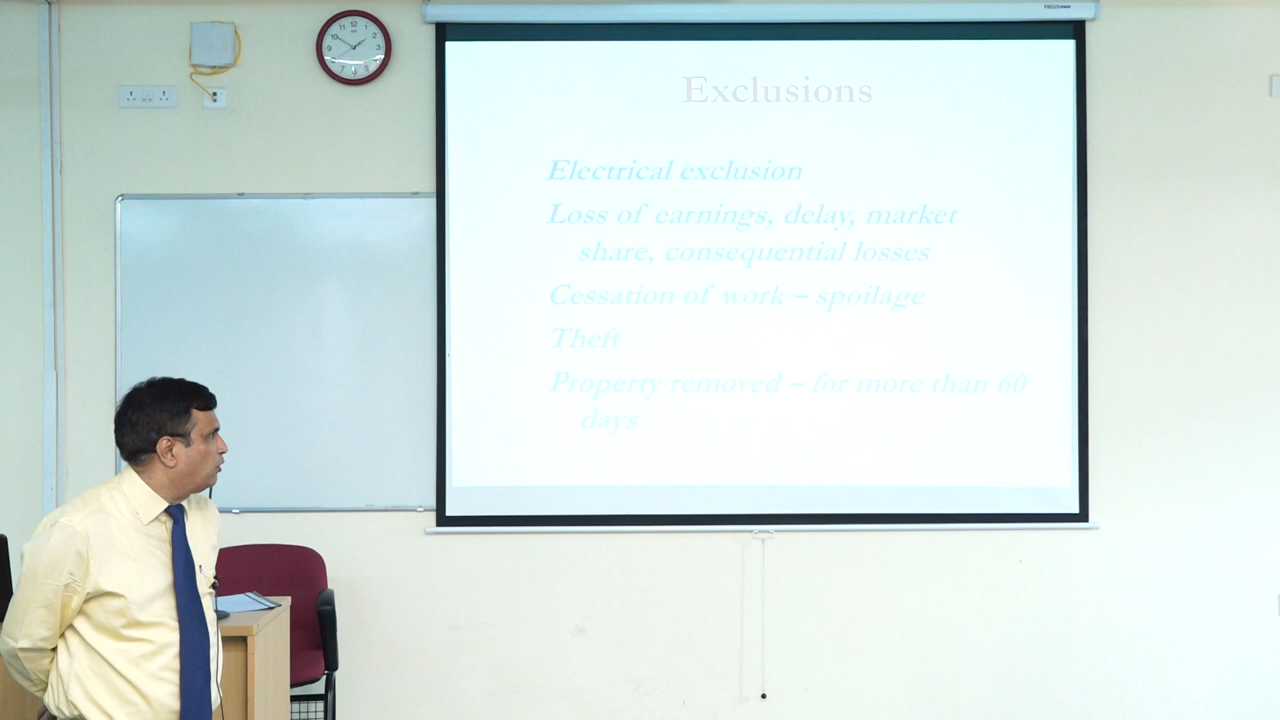 Exclusions
Electrical exclusion
Loss of earnings, delay, market
share, consequential losses
Cessation of work – spoilage
Theft
Property removed – for more than 60
days